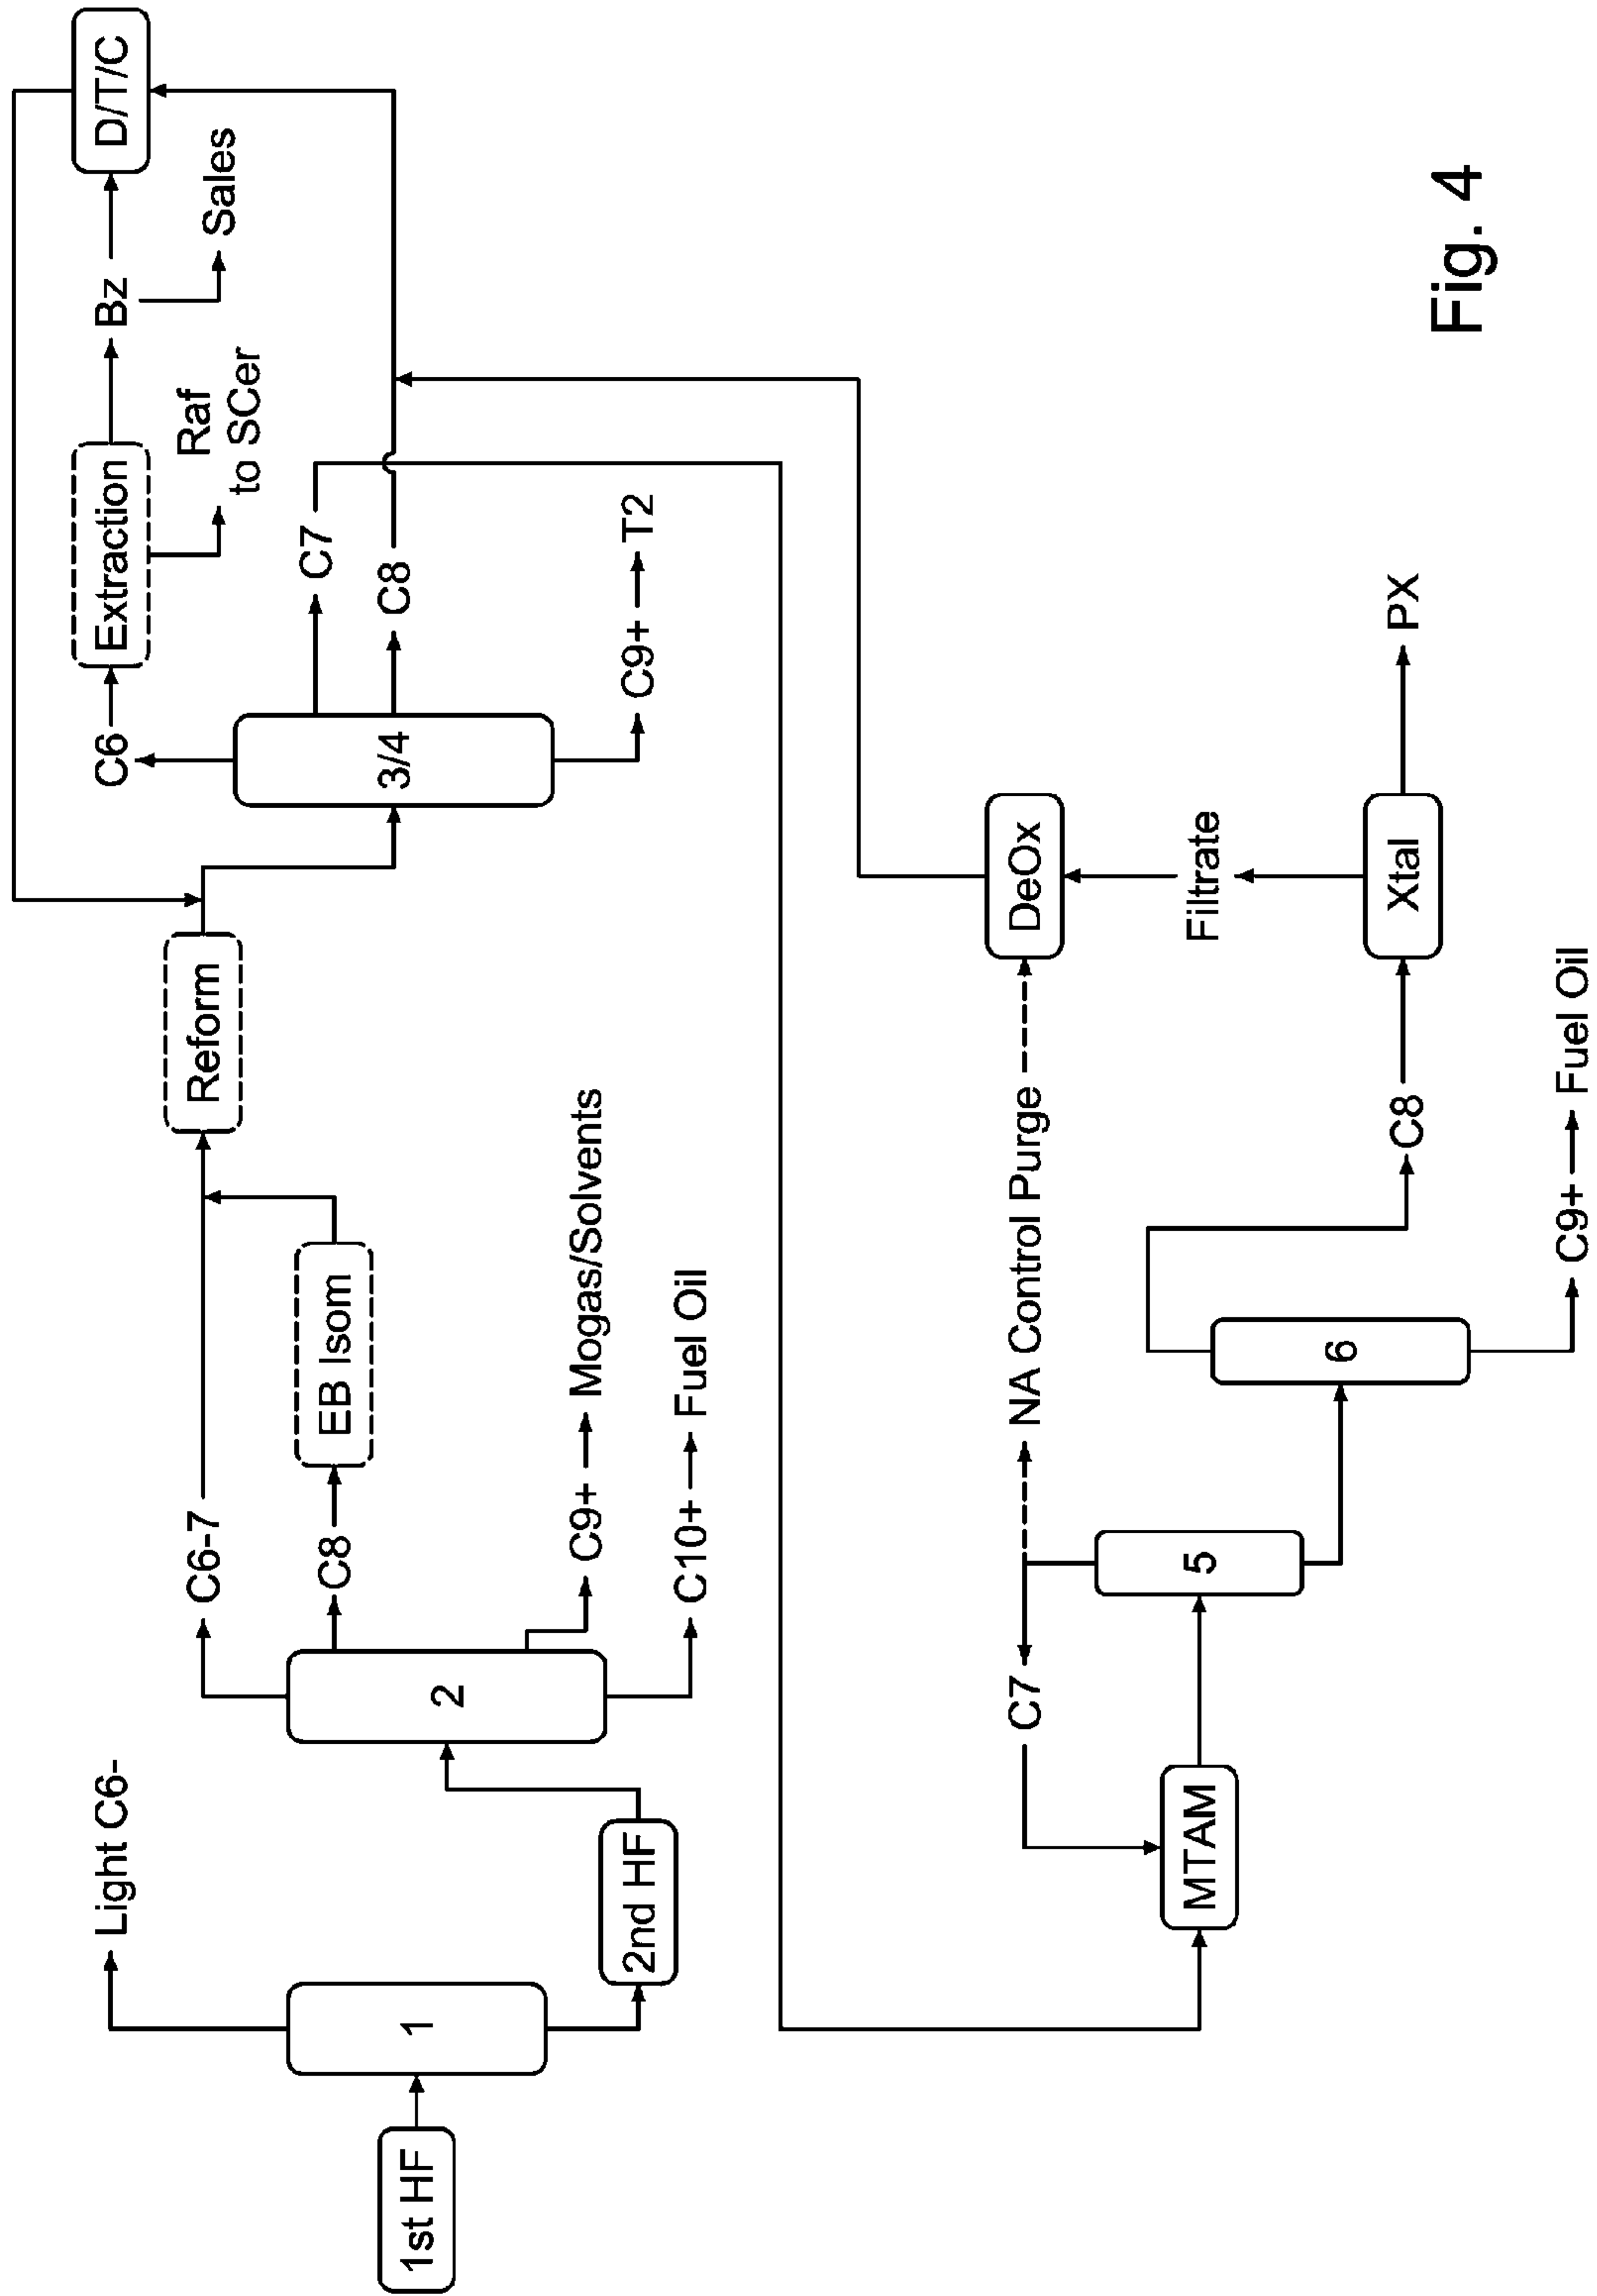 1st HF
1
Light C6-
2nd HF
2
C6-7
C8
EB Isom
C9+
Mogas/Solvents
C10+
Fuel Oil
Reform
3/4
C6
Extraction
Raf
to SCer
Bz
Sales
D/T/C
C7
C8
C9+
T2
MTAM
C7
NA Control Purge
5
6
C8
C9+
Fuel Oil
Xtal
Filtrate
DeOx
PX
Fig. 4